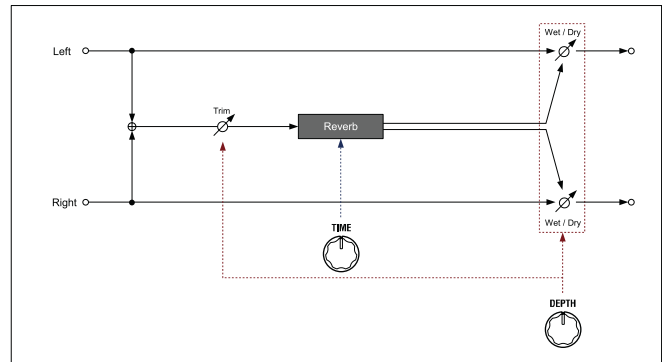 Wet / Dry
Left
Trim
Reverb
Right
Wet / Dry
TIME
DEPTH